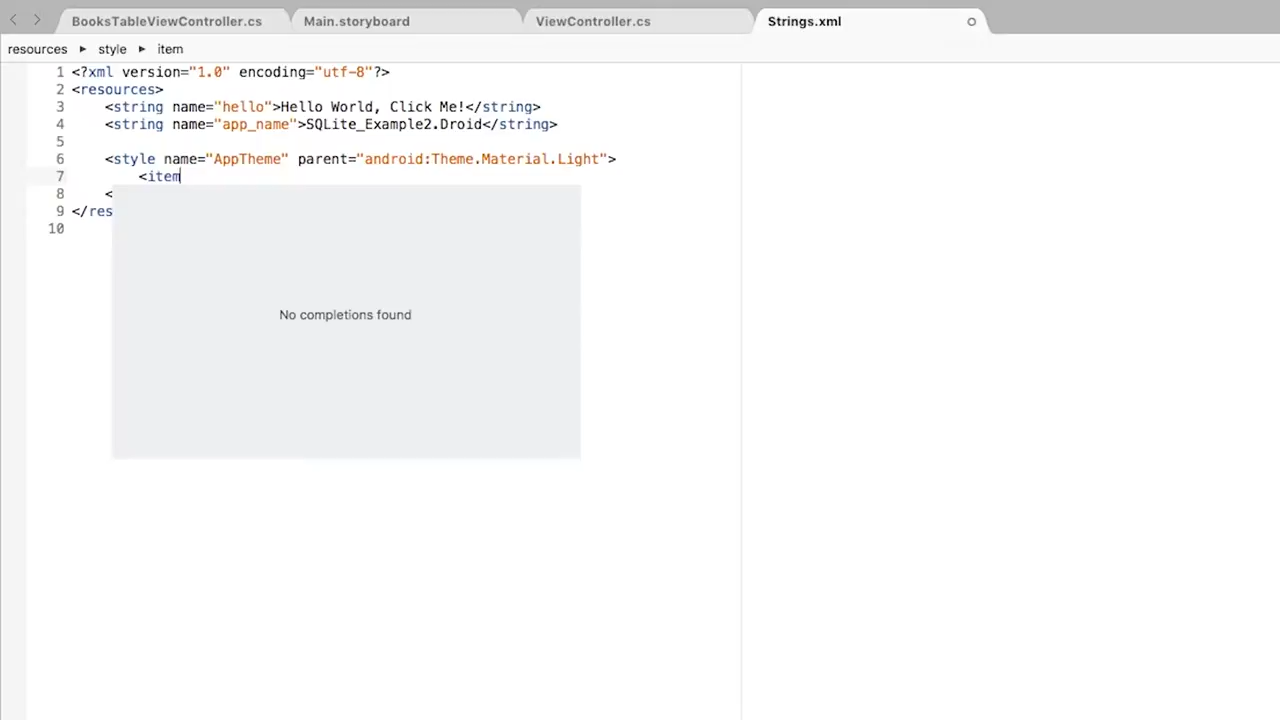 BooksTableViewController.cs
Main.storyboard
ViewController.cs
Strings.xml
resources ▸ style ▸ item
1 <?xml version="1.0" encoding="utf-8"?>
2 <resources>
3 <string name="hello">Hello World, Click Me!</string>
4 <string name="app_name">SQLite_Example2.Droid</string>
5
6 <style name="AppTheme" parent="android:Theme.Material.Light">
7 <item
8 <
9 </res
10
No completions found